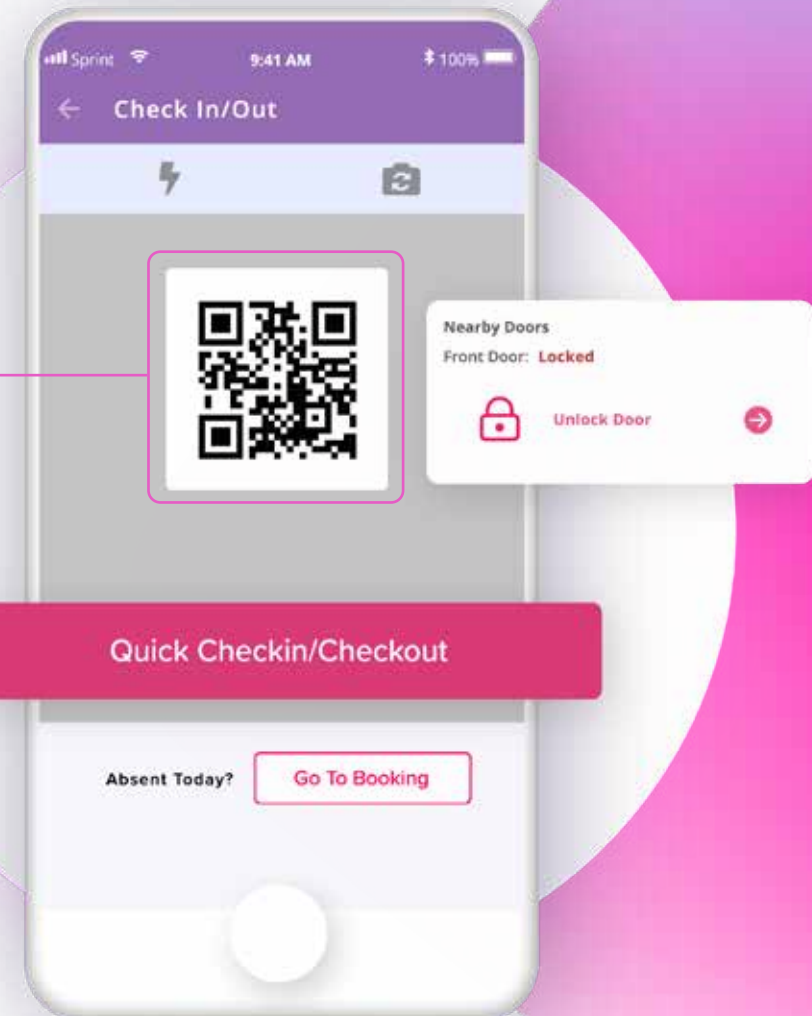 Sprint 9:41 AM 100%
Check In/Out
Nearby Doors
Front Door: Locked
Unlock Door
Quick Checkin/Checkout
Absent Today? Go To Booking